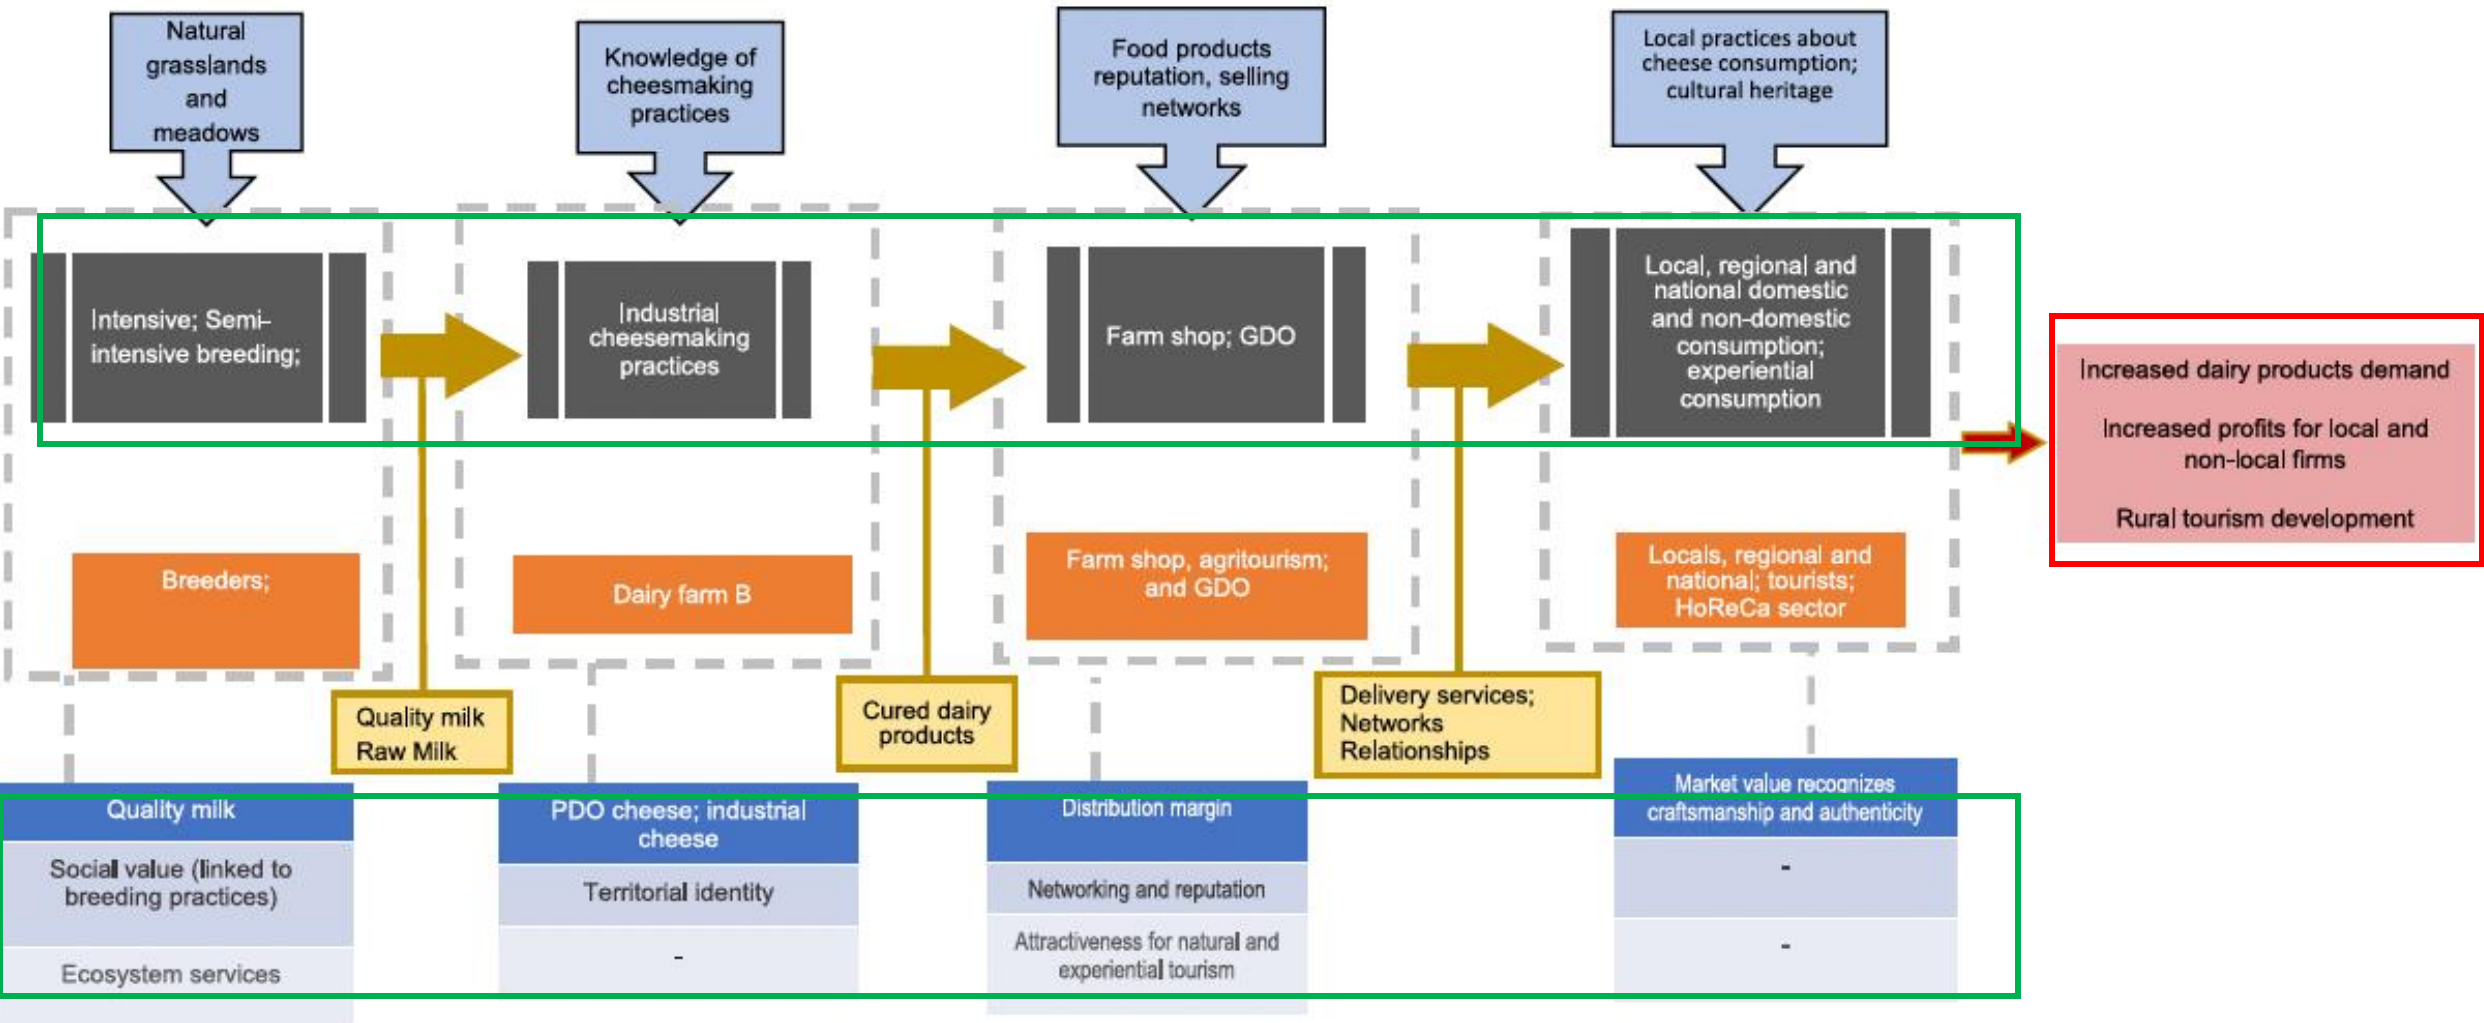 Natural
grasslands
and
meadows
Knowledge of
cheesmaking
practices
Food products
reputation, selling
networks
Local practices about
cheese consumption;
cultural heritage
Intensive; Semi-
intensive breeding;
Industrial
cheesemaking
practices
Farm shop; GDO
Local, regional and
national domestic
and non-domestic
consumption;
experiential
consumption
Increased dairy products demand
Increased profits for local and
non-local firms
Rural tourism development
Breeders;
Dairy farm B
Farm shop, agritourism;
and GDO
Locals, regional and
national; tourists;
HoReCa sector
Quality milk
Raw Milk
Cured dairy
products
Delivery services;
Networks
Relationships
Quality milk
Social value (linked to
breeding practices)
Ecosystem services
PDO cheese; industrial
cheese
Territorial identity
-
Distribution margin
Networking and reputation
Attractiveness for natural and
experiential tourism
Market value recognizes
craftsmanship and authenticity
-
-